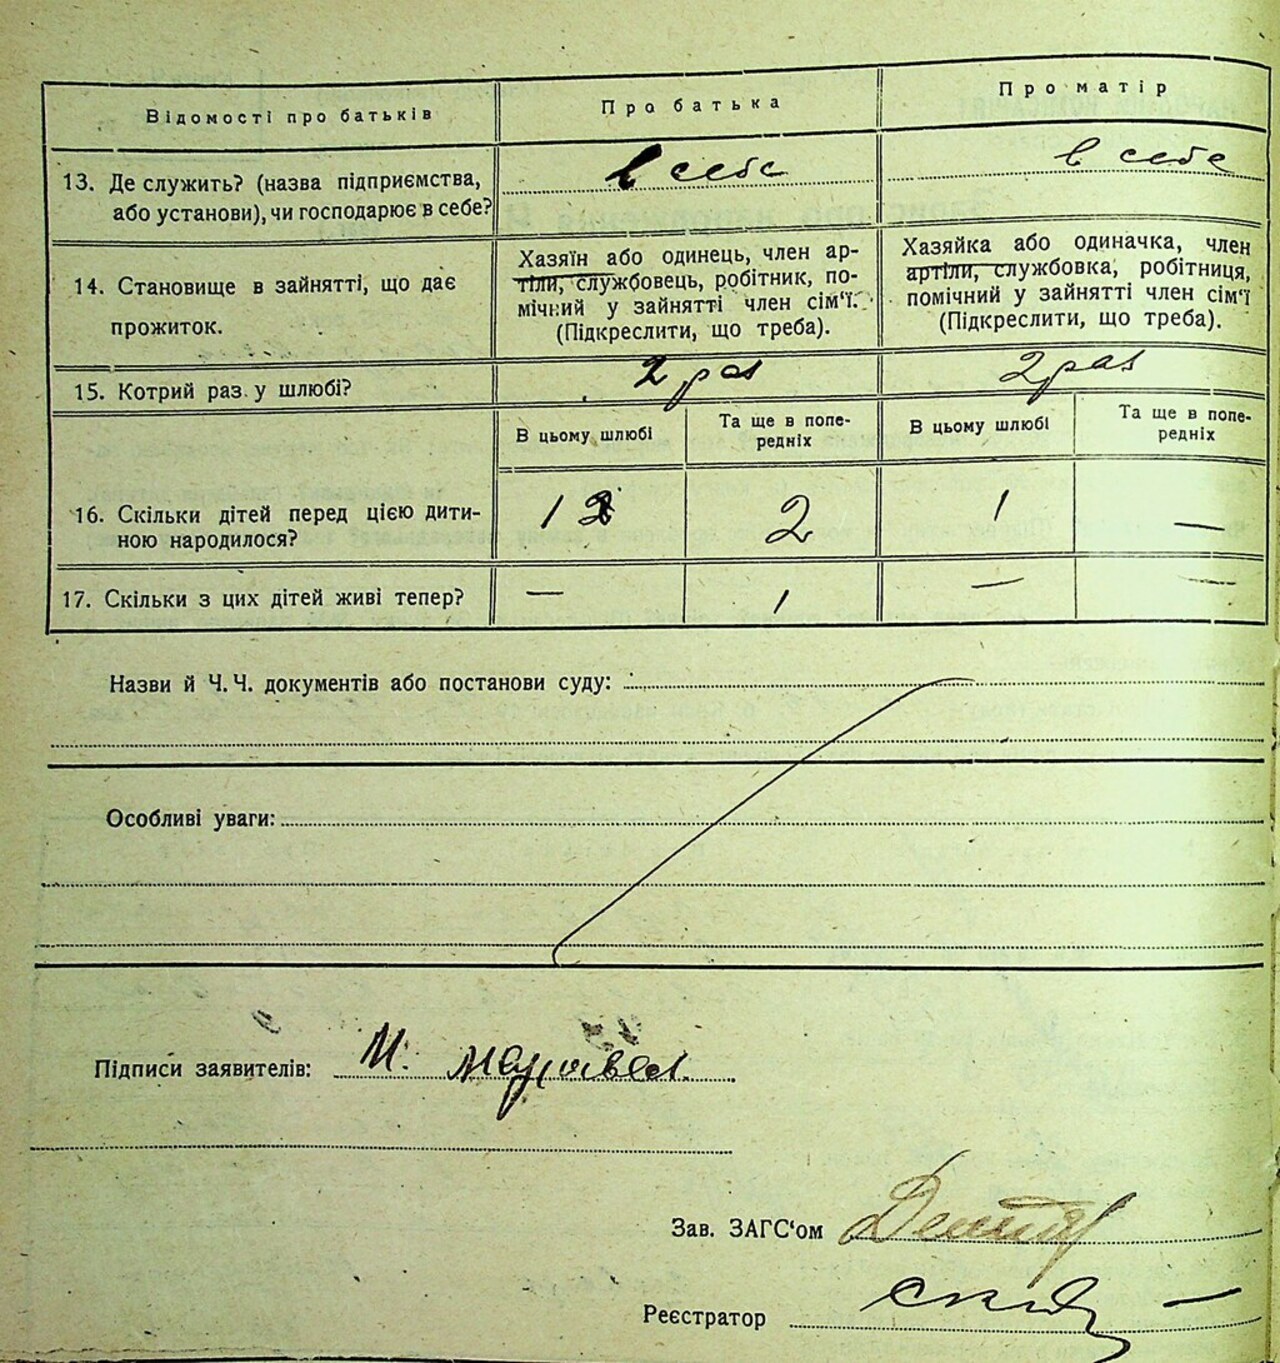 Відомості про батьків
Про батька
Про матір
13. Де служить? (назва підприємства,
або установи), чи господарює в себе?
в себе
в себе
14. Становище в зайнятті, що дає
прожиток.
Хазяїн або одинець, член ар-
тіли, службовець, робітник, по-
мічний у зайнятті член сім'ї.
(Підкреслити, що треба).
Хазяйка або одиначка, член
артіли, службовка, робітниця,
помічний у зайнятті член сім'ї
(Підкреслити, що треба).
15. Котрий раз у шлюбі?
2 раз
2 раз
В цьому шлюбі
Та ще в попе-
редніх
В цьому шлюбі
Та ще в попе-
редніх
16. Скільки дітей перед цією дити-
ною народилося?
1
2
1
—
17. Скільки з цих дітей живі тепер?
—
1
—
—
Назви й Ч. Ч. документів або постанови суду:
Особливі уваги:
Підписи заявителів: М.
Зав. ЗАГС'ом
Реєстратор